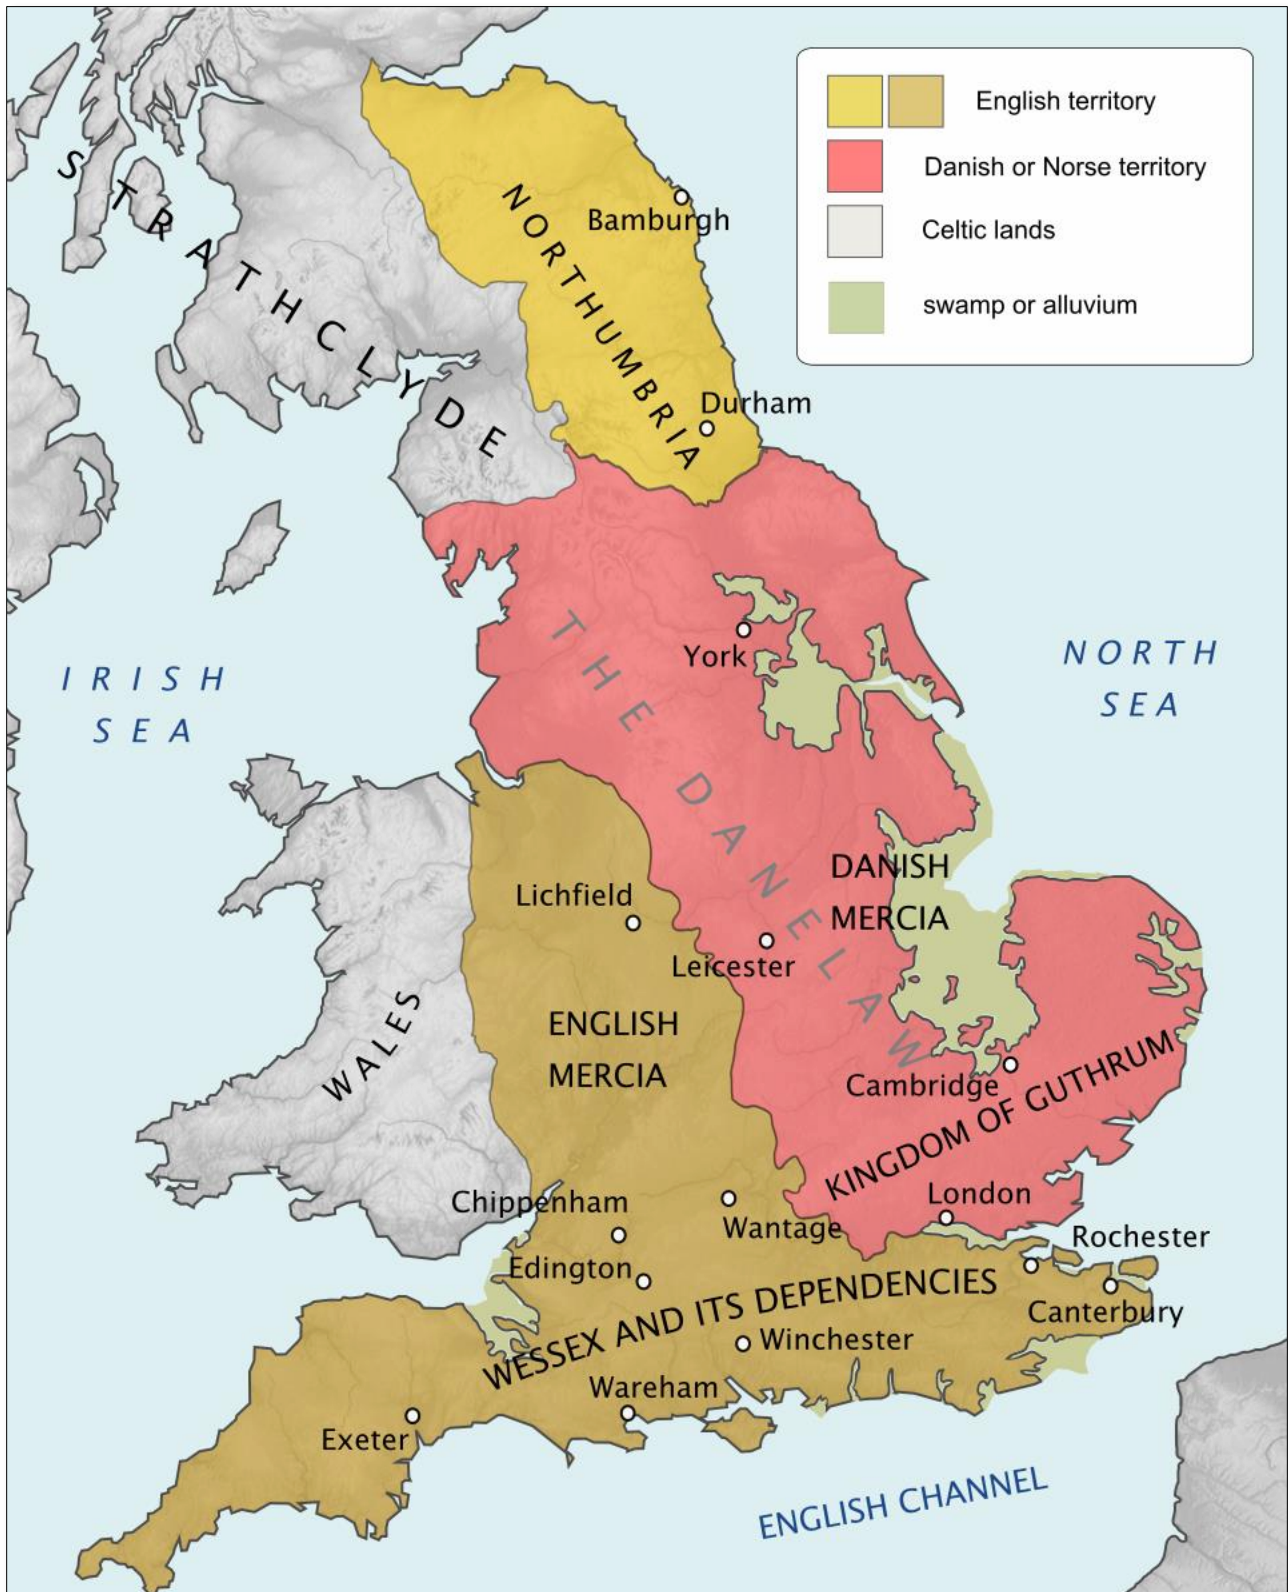 English territory
Danish or Norse territory
Celtic lands
swamp or alluvium
STRATHCLYDE
NORTHUMBRIA
Bamburgh
Durham
York
THE DANELAW
IRISH
SEA
NORTH
SEA
DANISH
MERCIA
Lichfield
Leicester
WALES
ENGLISH
MERCIA
Cambridge
KINGDOM OF GUTHRUM
London
Chippenham
Wantage
Rochester
Edington
WESSEX AND ITS DEPENDENCIES
Canterbury
Winchester
Wareham
Exeter
ENGLISH CHANNEL